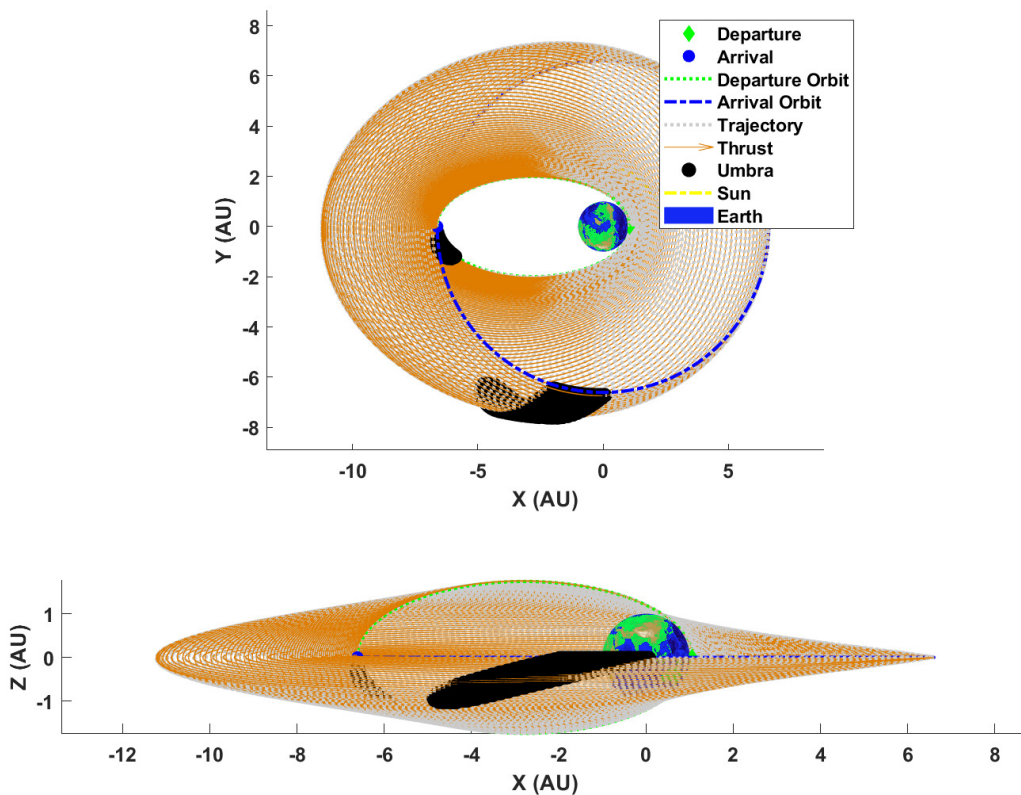 8
6
4
2
0
-2
-4
-6
-8
Y (AU)
-10
-5
0
5
X (AU)
Departure
Arrival
Departure Orbit
Arrival Orbit
Trajectory
Thrust
Umbra
Sun
Earth
1
0
-1
Z (AU)
-12
-10
-8
-6
-4
-2
0
2
4
6
8
X (AU)